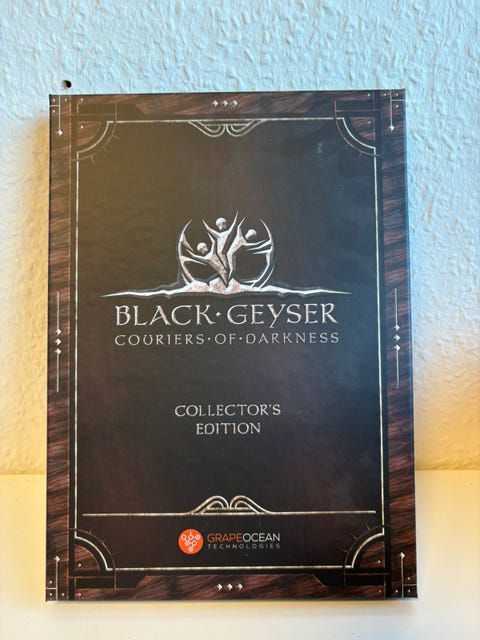 BLACK·GEYSER
COURIERS·OF·DARKNESS
COLLECTOR'S
EDITION
GRAPEOCEAN
TECHNOLOGIES